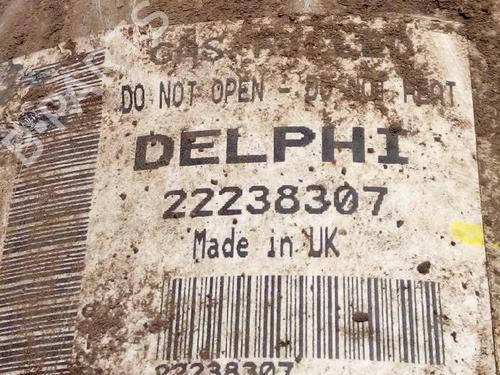 GAS FILLED
DO NOT OPEN - DO NOT HEAT
DELPHI
22238307
Made in UK
22238307